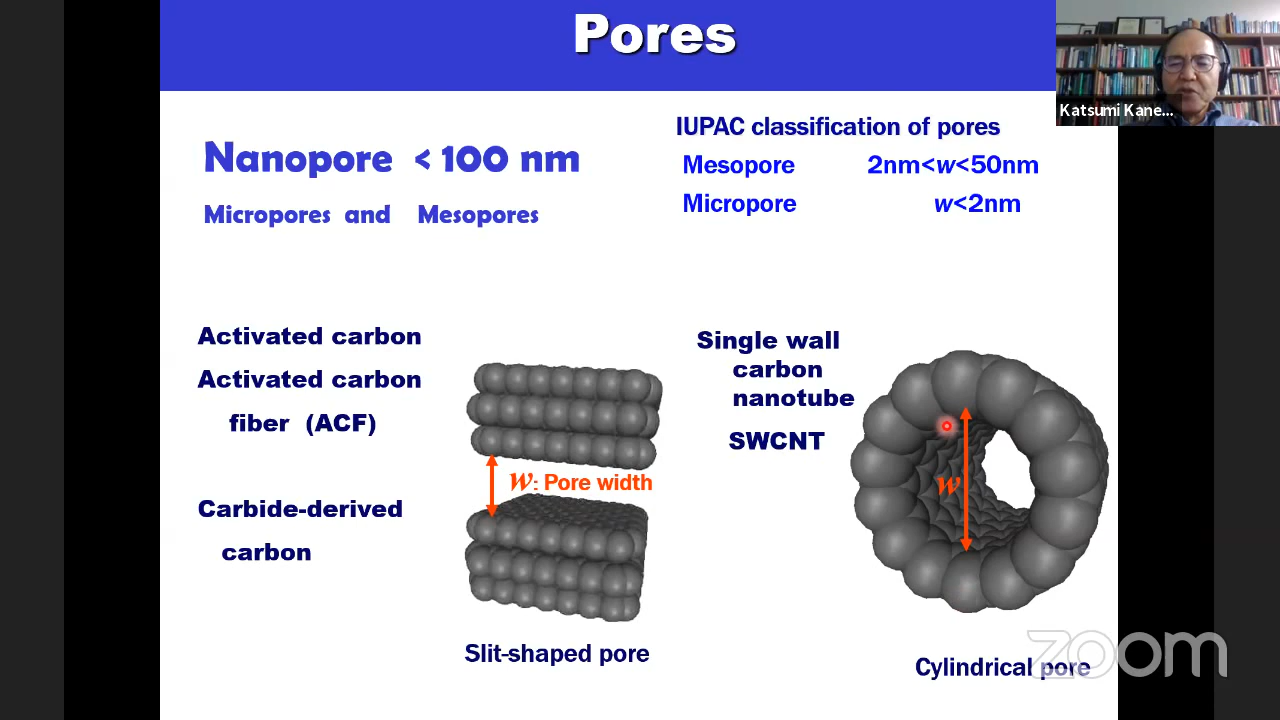 Pores
Katsumi Kane...
Nanopore < 100 nm
Micropores and Mesopores
IUPAC classification of pores
Mesopore 2nm<w<50nm
Micropore w<2nm
Activated carbon
Activated carbon
fiber (ACF)
Carbide-derived
carbon
w: Pore width
Slit-shaped pore
Single wall
carbon
nanotube
SWCNT
w
Cylindrical pore
zoom